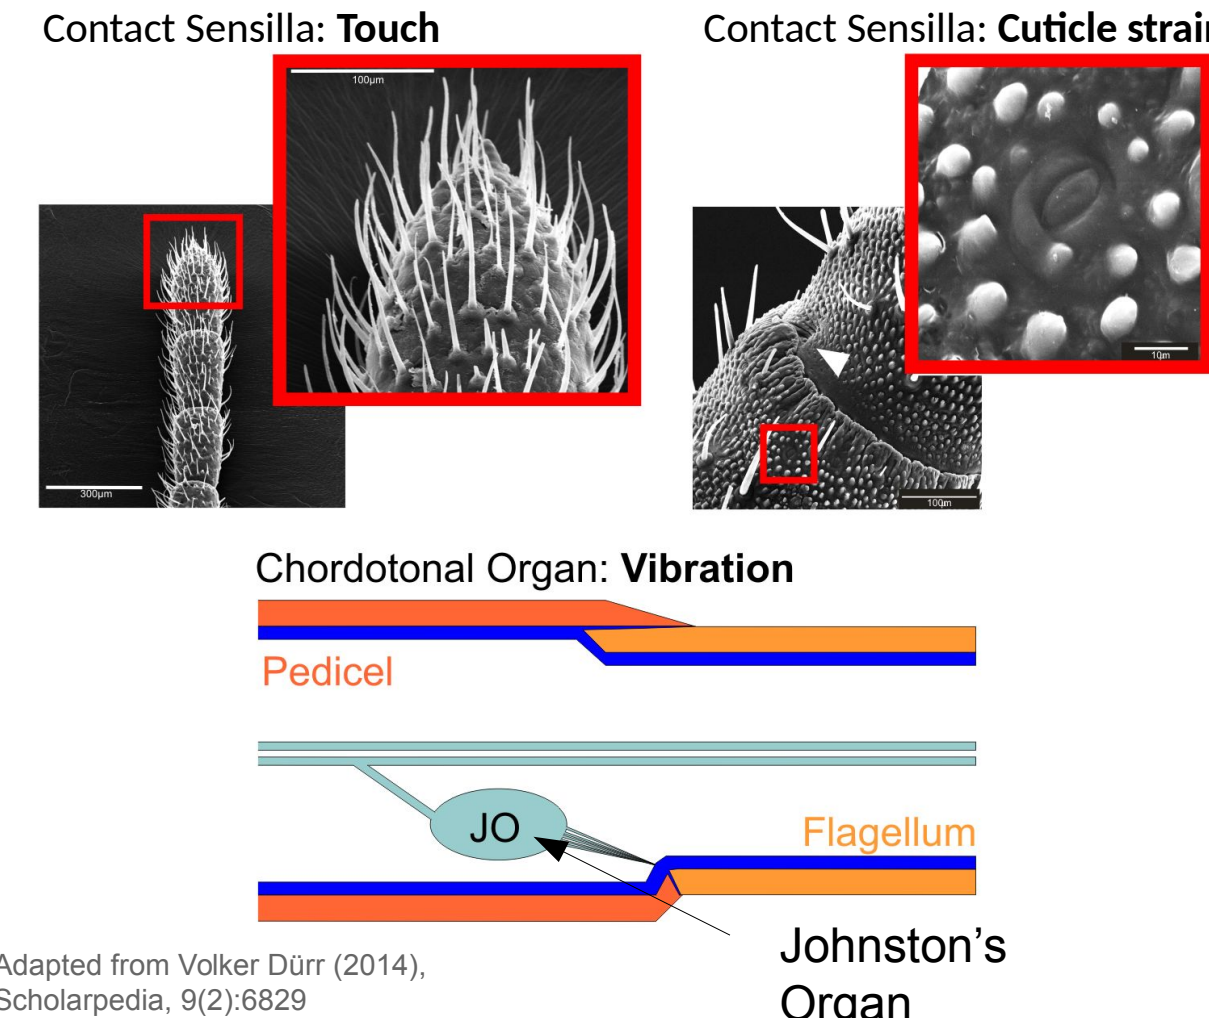 Contact Sensilla: Touch
Contact Sensilla: Cuticle strain
100µm
300µm
10µm
100µm
Chordotonal Organ: Vibration
Pedicel
JO
Flagellum
Johnston’s
Organ
Adapted from Volker Dürr (2014),
Scholarpedia, 9(2):6829